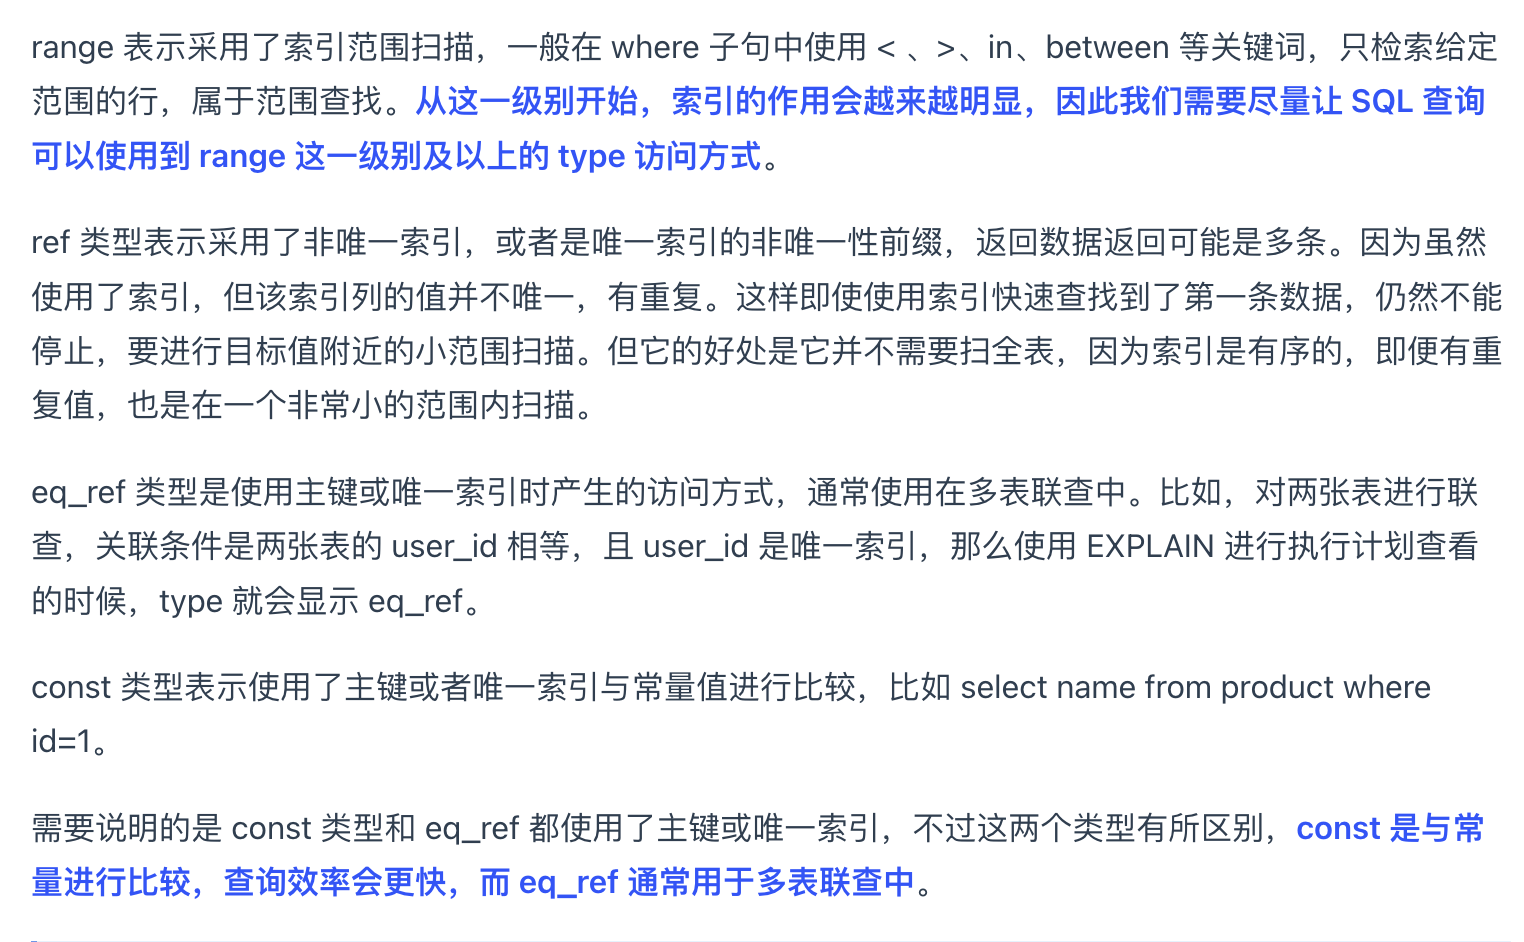 range 表示采用了索引范围扫描，一般在 where 子句中使用 < 、>、in、between 等关键词，只检索给定
范围的行，属于范围查找。从这一级别开始，索引的作用会越来越明显，因此我们需要尽量让 SQL 查询
可以使用到 range 这一级别及以上的 type 访问方式。
ref 类型表示采用了非唯一索引，或者是唯一索引的非唯一性前缀，返回数据返回可能是多条。因为虽然
使用了索引，但该索引列的值并不唯一，有重复。这样即使使用索引快速查找到了第一条数据，仍然不能
停止，要进行目标值附近的小范围扫描。但它的好处是它并不需要扫全表，因为索引是有序的，即便有重
复值，也是在一个非常小的范围内扫描。
eq_ref 类型是使用主键或唯一索引时产生的访问方式，通常使用在多表联查中。比如，对两张表进行联
查，关联条件是两张表的 user_id 相等，且 user_id 是唯一索引，那么使用 EXPLAIN 进行执行计划查看
的时候，type 就会显示 eq_ref。
const 类型表示使用了主键或者唯一索引与常量值进行比较，比如 select name from product where
id=1。
需要说明的是 const 类型和 eq_ref 都使用了主键或唯一索引，不过这两个类型有所区别，const 是与常
量进行比较，查询效率会更快，而 eq_ref 通常用于多表联查中。